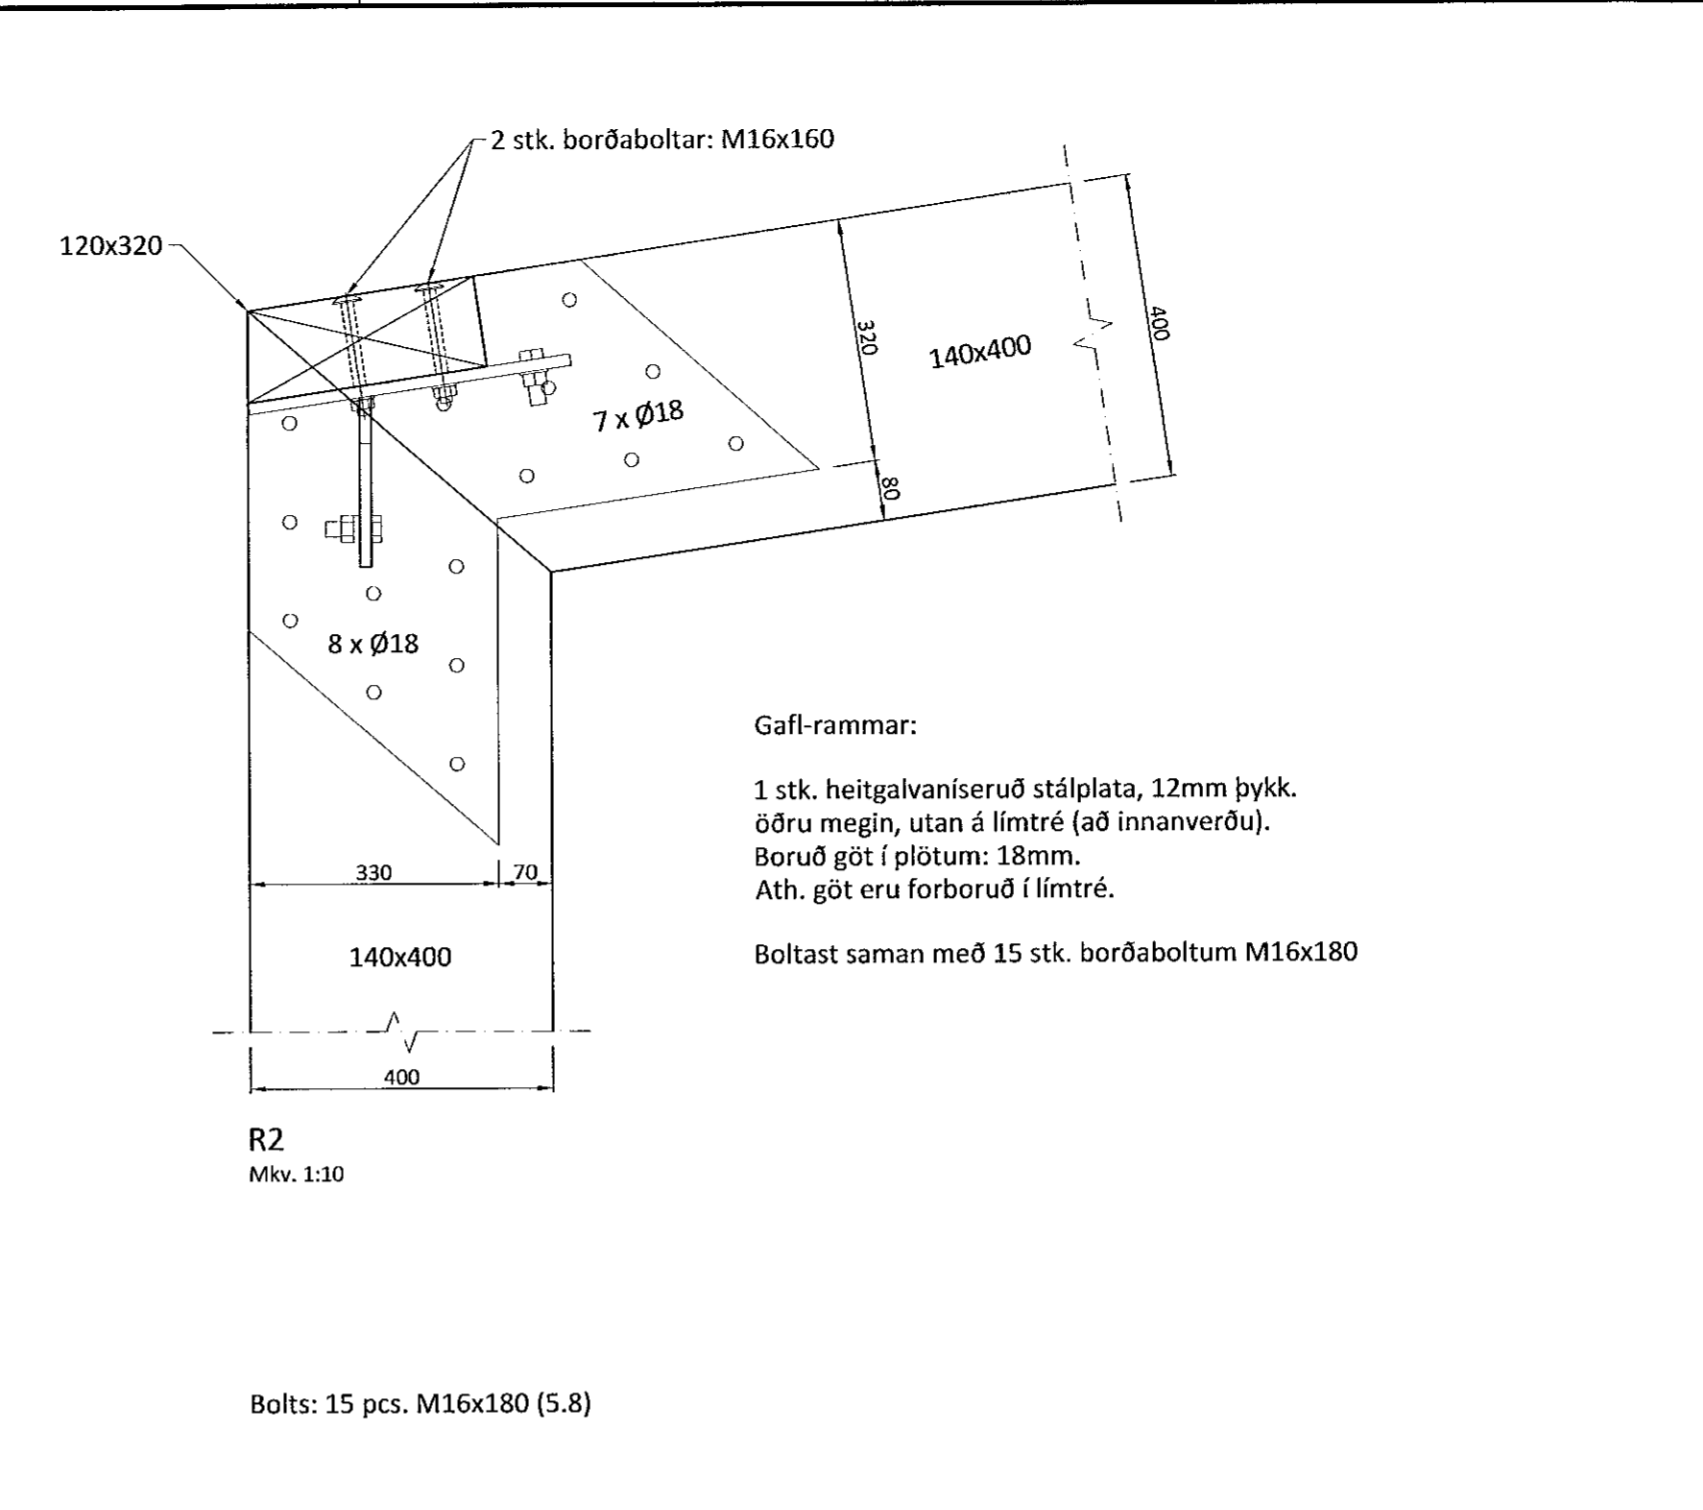 2 stk. borðaboltar: M16x160
120x320
320
140x400
400
7 x Ø18
80
8 x Ø18
Gafl-rammar:
1 stk. heitgalvaníseruð stálplata, 12mm þykk.
öðru megin, utan á límtré (að innanverðu).
Boruð göt í plötum: 18mm.
Ath. göt eru forboruð í límtré.
330
70
140x400
Boltast saman með 15 stk. borðaboltum M16x180
400
R2
Mkv. 1:10
Bolts: 15 pcs. M16x180 (5.8)